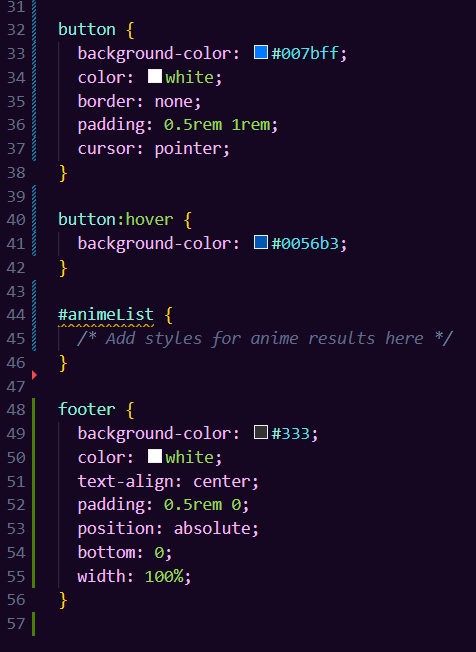 31
32 button {
33 background-color: #007bff;
34 color: white;
35 border: none;
36 padding: 0.5rem 1rem;
37 cursor: pointer;
38 }
39
40 button:hover {
41 background-color: #0056b3;
42 }
43
44 #animeList {
45 /* Add styles for anime results here */
46 }
47
48 footer {
49 background-color: #333;
50 color: white;
51 text-align: center;
52 padding: 0.5rem 0;
53 position: absolute;
54 bottom: 0;
55 width: 100%;
56 }
57